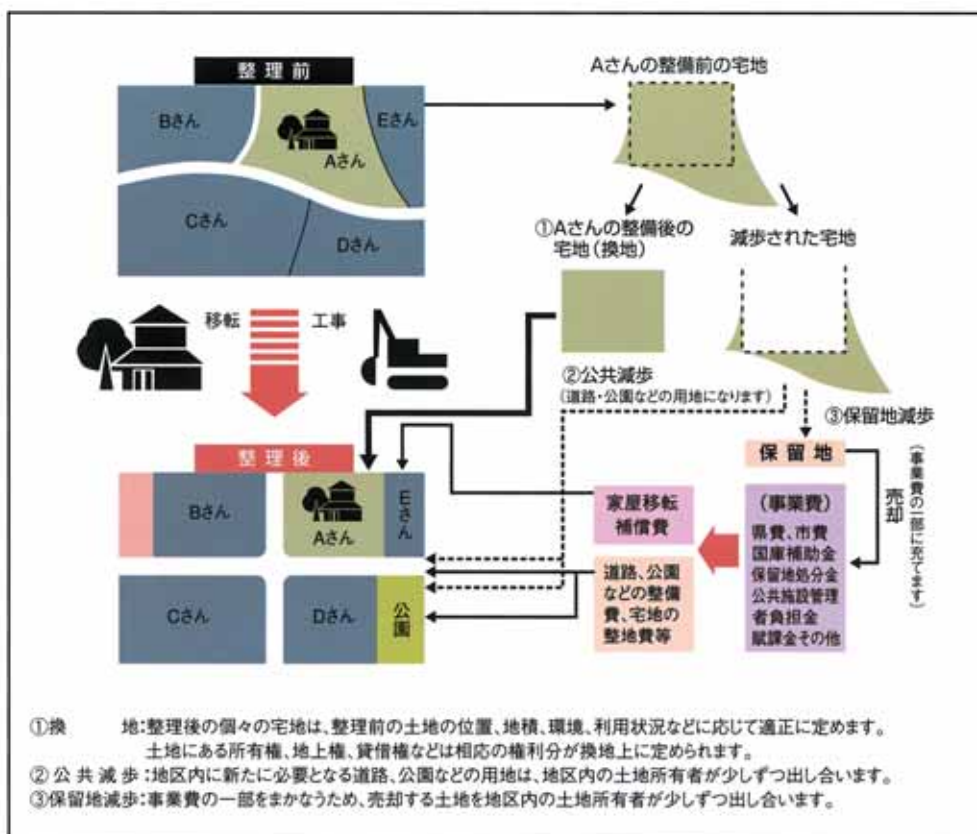 整理前
Aさんの整備前の宅地
Bさん
Eさん
Aさん
Cさん
Dさん
①Aさんの整備後の
宅地(換地)
減歩された宅地
移転
工事
②公共減歩
(道路・公園などの用地になります)
③保留地減歩
整理後
保留地
売却
(事業費の一部に充てます)
Bさん
Aさん
Eさん
家屋移転
補償費
(事業費)
県費、市費
国庫補助金
保留地処分金
公共施設管理
者負担金
賦課金その他
道路、公園
などの整備
費、宅地の
整地費等
Cさん
Dさん
公園
①換 地:整理後の個々の宅地は、整理前の土地の位置、地積、環境、利用状況などに応じて適正に定めます。
土地にある所有権、地上権、貸借権などは相応の権利分が換地上に定められます。
②公共減歩:地区内に新たに必要となる道路、公園などの用地は、地区内の土地所有者が少しずつ出し合います。
③保留地減歩:事業費の一部をまかなうため、売却する土地を地区内の土地所有者が少しずつ出し合います。